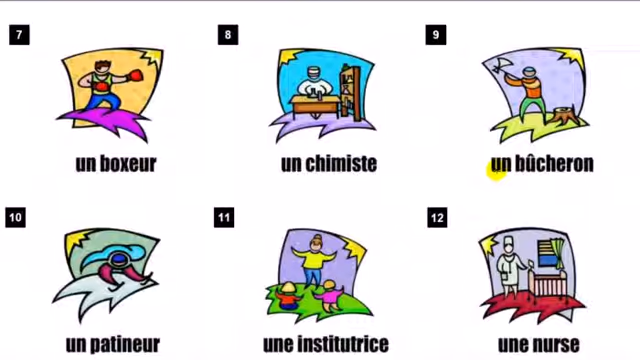 7
8
9
un boxeur
un chimiste
un bûcheron
10
11
12
un patineur
une institutrice
une nurse